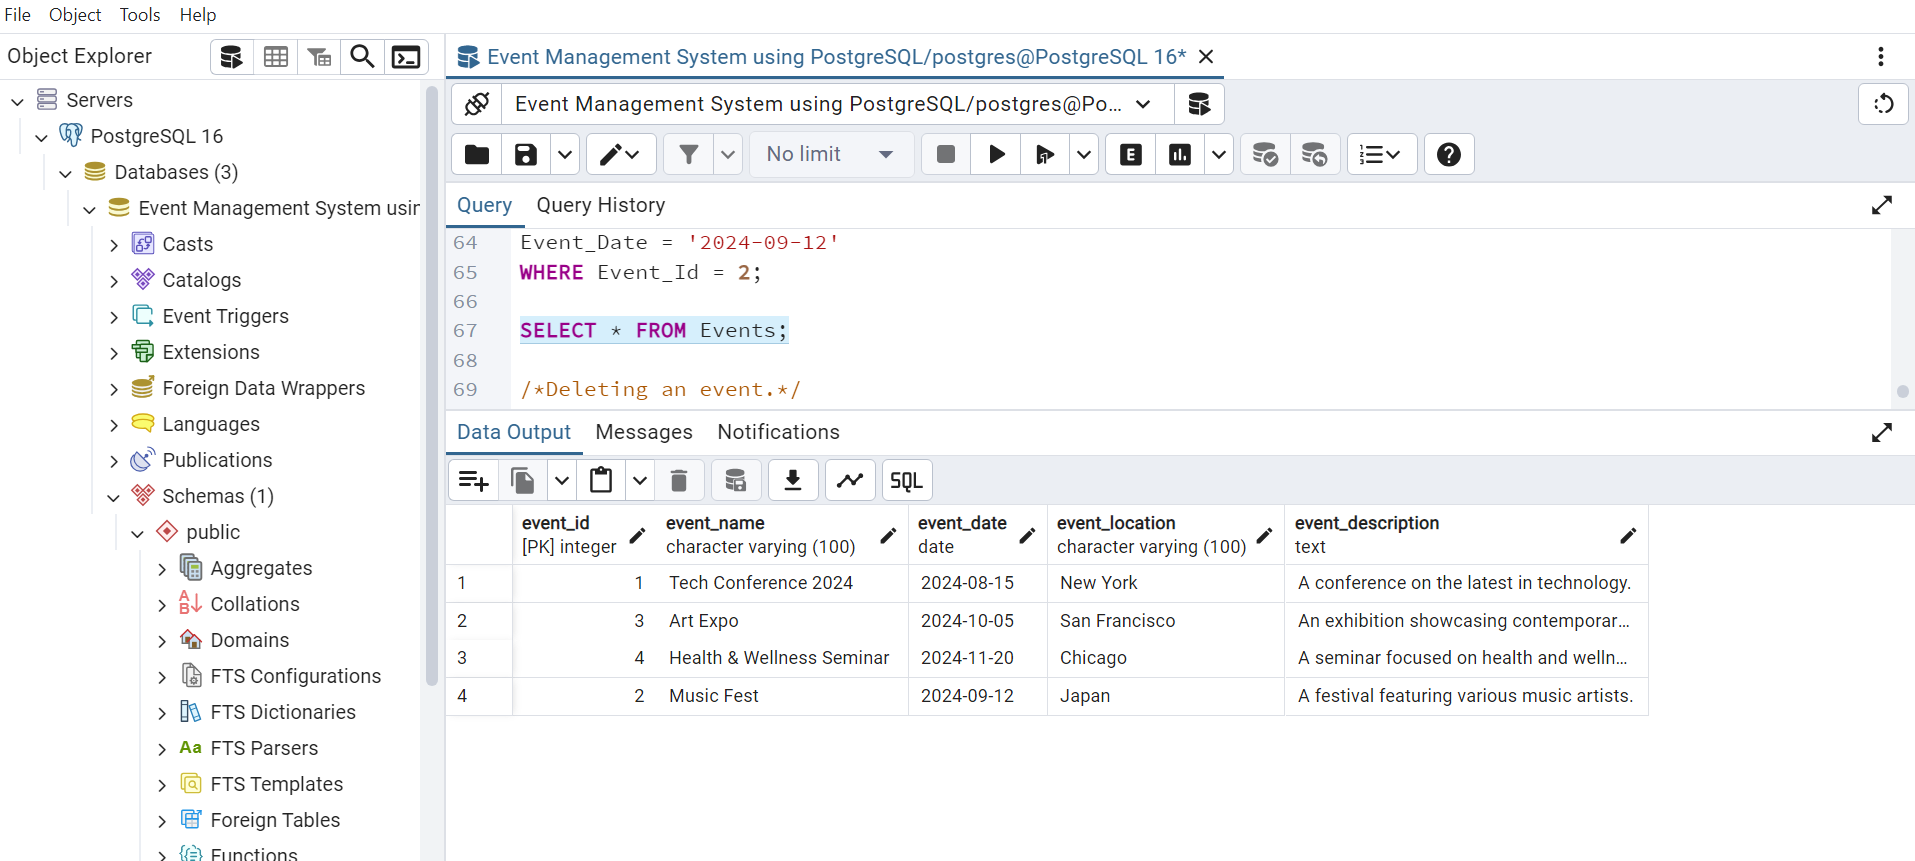 File Object Tools Help
Object Explorer
Servers
PostgreSQL 16
Databases (3)
Event Management System usin
Casts
Catalogs
Event Triggers
Extensions
Foreign Data Wrappers
Languages
Publications
Schemas (1)
public
Aggregates
Collations
Domains
FTS Configurations
FTS Dictionaries
Aa FTS Parsers
FTS Templates
Foreign Tables
Functions
Event Management System using PostgreSQL/postgres@PostgreSQL 16*
Event Management System using PostgreSQL/postgres@Po...
No limit E
Query Query History
64 Event_Date = '2024-09-12'
65 WHERE Event_Id = 2;
66
67 SELECT * FROM Events;
68
69 /*Deleting an event.*/
Data Output Messages Notifications
SQL
event_id event_name event_date event_location event_description
[PK] integer character varying (100) date character varying (100) text
1 1 Tech Conference 2024 2024-08-15 New York A conference on the latest in technology.
2 3 Art Expo 2024-10-05 San Francisco An exhibition showcasing contemporar...
3 4 Health & Wellness Seminar 2024-11-20 Chicago A seminar focused on health and welln...
4 2 Music Fest 2024-09-12 Japan A festival featuring various music artists.